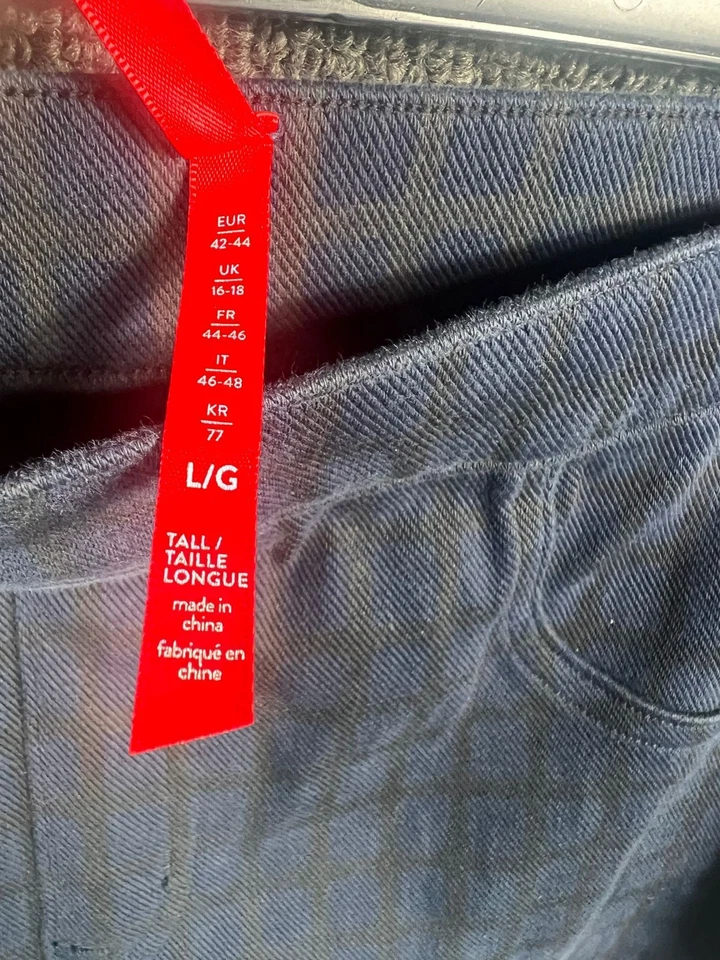 EUR
42-44
UK
16-18
FR
44-46
IT
46-48
KR
77
L/G
TALL /
TAILLE
LONGUE
made in
china
fabriqué en
chine